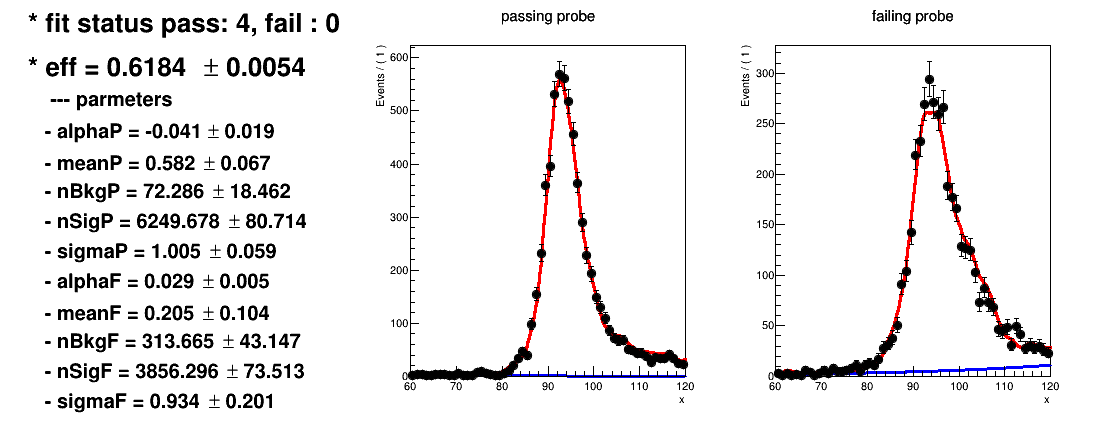 * fit status pass: 4, fail : 0
* eff = 0.6184 ± 0.0054
--- parmeters
- alphaP = -0.041 ± 0.019
- meanP = 0.582 ± 0.067
- nBkgP = 72.286 ± 18.462
- nSigP = 6249.678 ± 80.714
- sigmaP = 1.005 ± 0.059
- alphaF = 0.029 ± 0.005
- meanF = 0.205 ± 0.104
- nBkgF = 313.665 ± 43.147
- nSigF = 3856.296 ± 73.513
- sigmaF = 0.934 ± 0.201
passing probe
Events / ( 1 )
600
500
400
300
200
100
0
60 70 80 90 100 110 120
x
failing probe
Events / ( 1 )
300
250
200
150
100
50
0
60 70 80 90 100 110 120
x